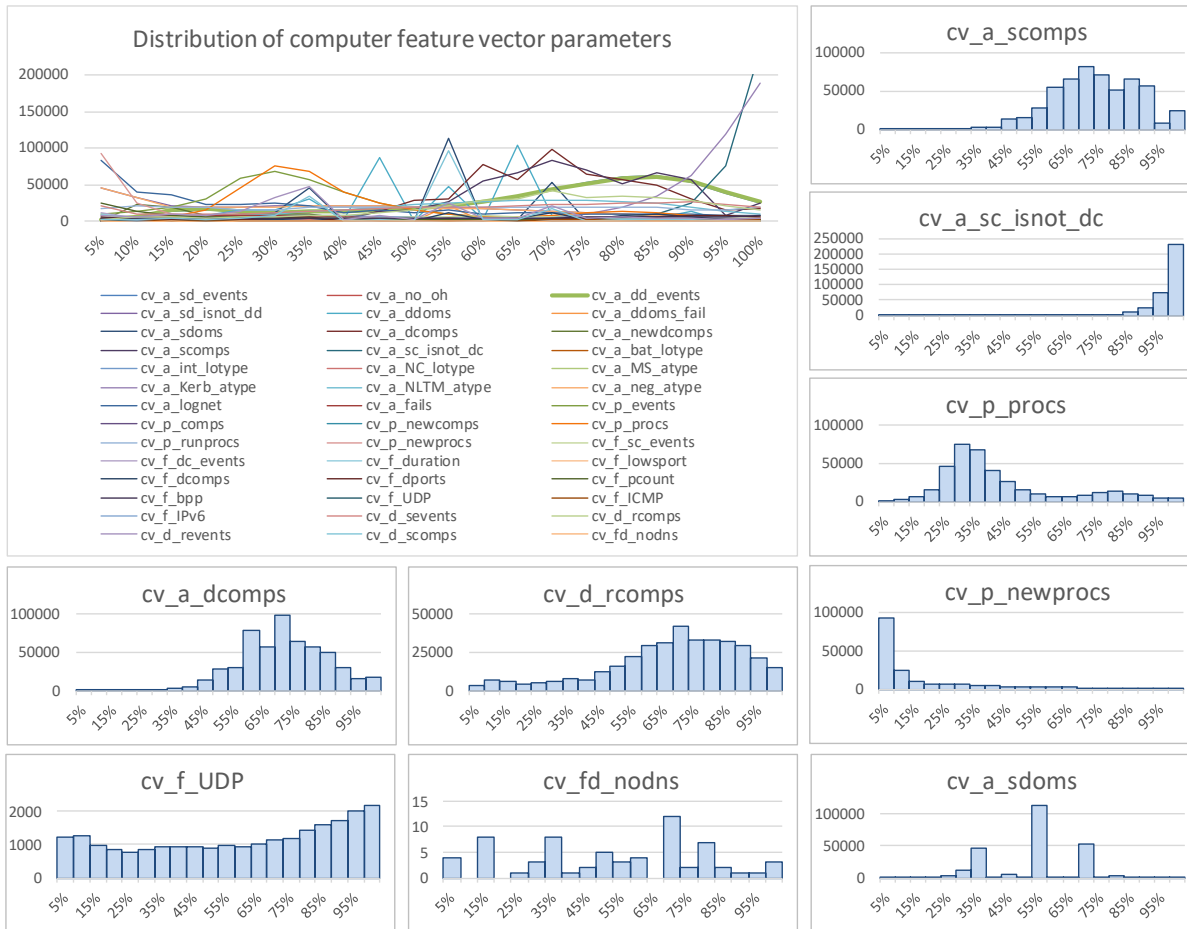 Distribution of computer feature vector parameters
200000
150000
100000
50000
0
5% 10% 15% 20% 25% 30% 35% 40% 45% 50% 55% 60% 65% 70% 75% 80% 85% 90% 95% 100%
cv_a_sd_events cv_a_no_oh cv_a_dd_events
cv_a_sd_isnot_dd cv_a_ddoms cv_a_ddoms_fail
cv_a_sdoms cv_a_dcomps cv_a_newdcomps
cv_a_scomps cv_a_sc_isnot_dc cv_a_bat_lotype
cv_a_int_lotype cv_a_NC_lotype cv_a_MS_atype
cv_a_Kerb_atype cv_a_NLTM_atype cv_a_neg_atype
cv_a_lognet cv_a_fails cv_p_events
cv_p_comps cv_p_newcomps cv_p_procs
cv_p_runprocs cv_p_newprocs cv_f_sc_events
cv_f_dc_events cv_f_duration cv_f_lowsport
cv_f_dcomps cv_f_dports cv_f_pcount
cv_f_bpp cv_f_UDP cv_f_ICMP
cv_f_IPv6 cv_d_sevents cv_d_rcomps
cv_d_revents cv_d_scomps cv_fd_nodns
cv_a_scomps
100000
50000
0
5% 15% 25% 35% 45% 55% 65% 75% 85% 95%
cv_a_sc_isnot_dc
250000
200000
150000
100000
50000
0
5% 15% 25% 35% 45% 55% 65% 75% 85% 95%
cv_p_procs
100000
50000
0
5% 15% 25% 35% 45% 55% 65% 75% 85% 95%
cv_a_dcomps
100000
50000
0
5% 15% 25% 35% 45% 55% 65% 75% 85% 95%
cv_d_rcomps
50000
25000
0
5% 15% 25% 35% 45% 55% 65% 75% 85% 95%
cv_p_newprocs
100000
50000
0
5% 15% 25% 35% 45% 55% 65% 75% 85% 95%
cv_f_UDP
2000
1000
0
5% 15% 25% 35% 45% 55% 65% 75% 85% 95%
cv_fd_nodns
15
10
5
0
5% 15% 25% 35% 45% 55% 65% 75% 85% 95%
cv_a_sdoms
100000
50000
0
5% 15% 25% 35% 45% 55% 65% 75% 85% 95%